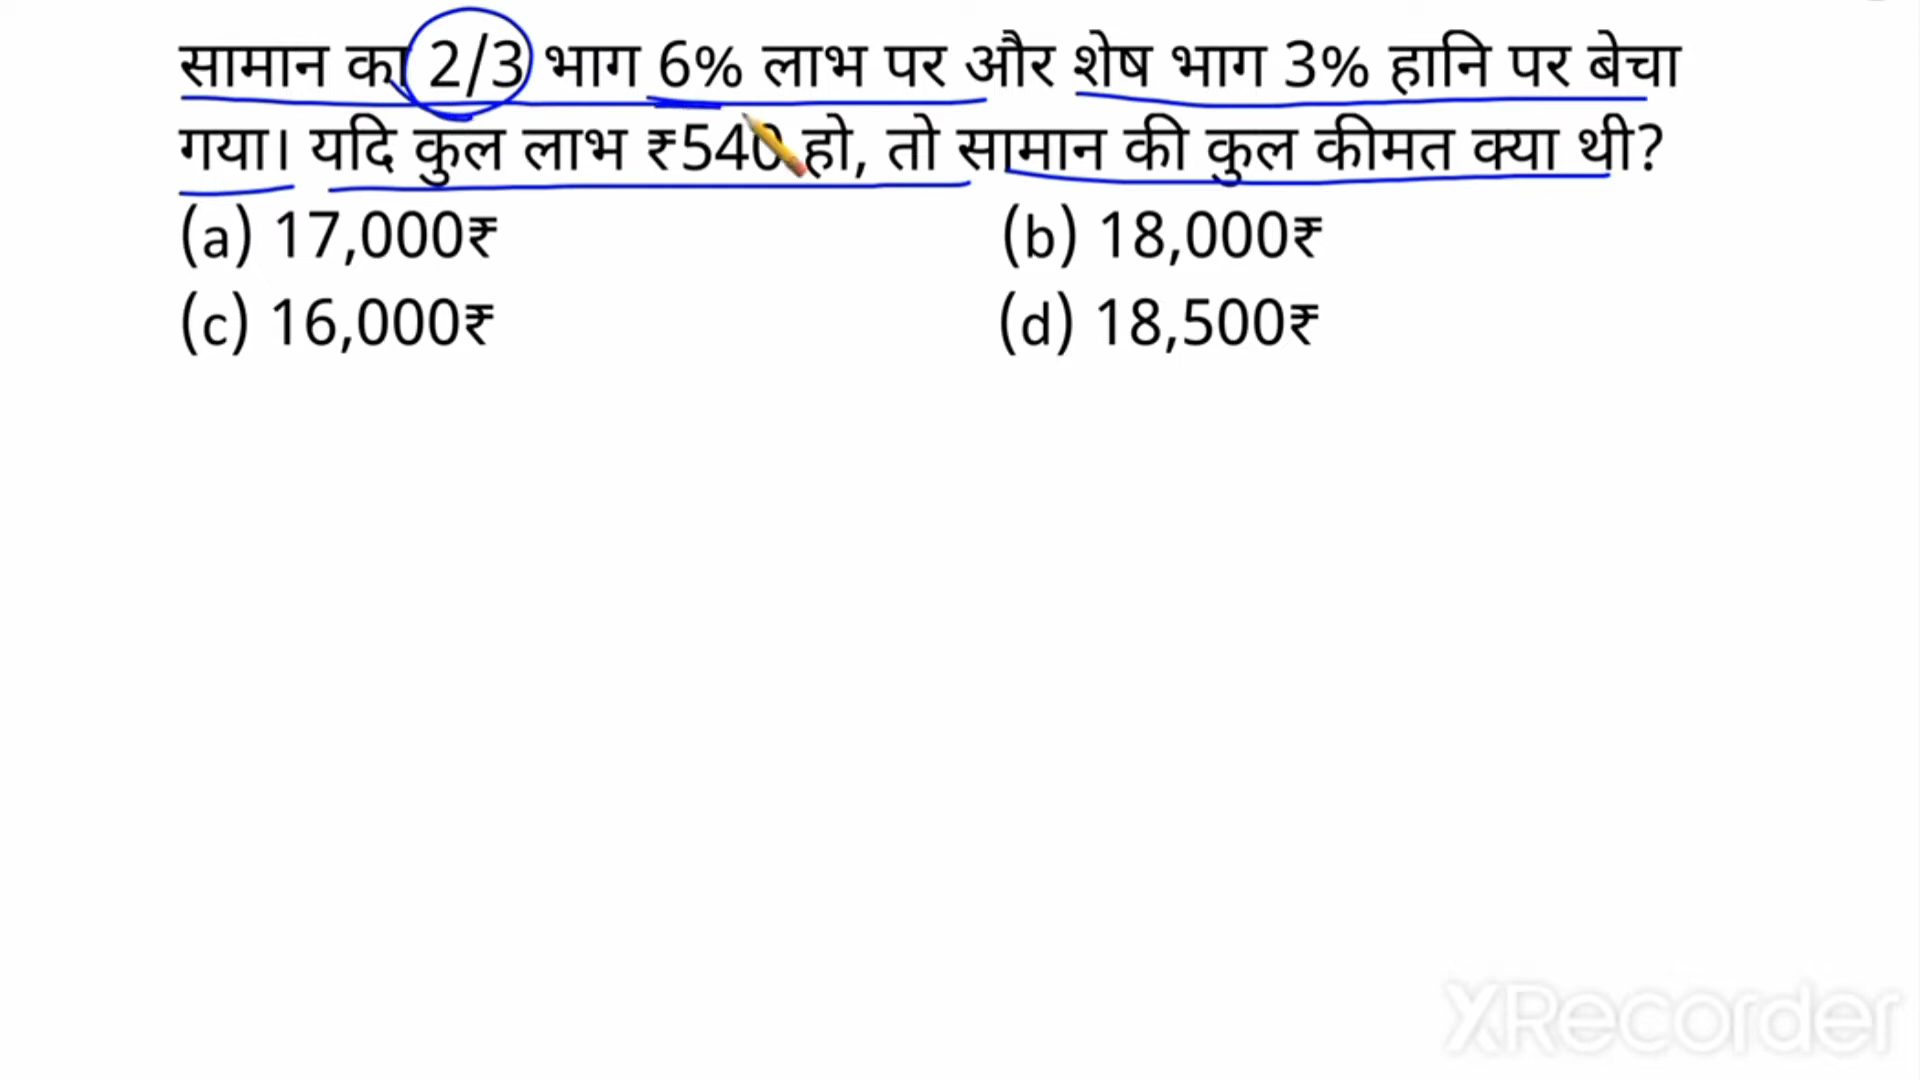 सामान का 2/3 भाग 6% लाभ पर और शेष भाग 3% हानि पर बेचा
गया। यदि कुल लाभ ₹540 हो, तो सामान की कुल कीमत क्या थी?
(a) 17,000₹ (b) 18,000₹
(c) 16,000₹ (d) 18,500₹
XRecorder